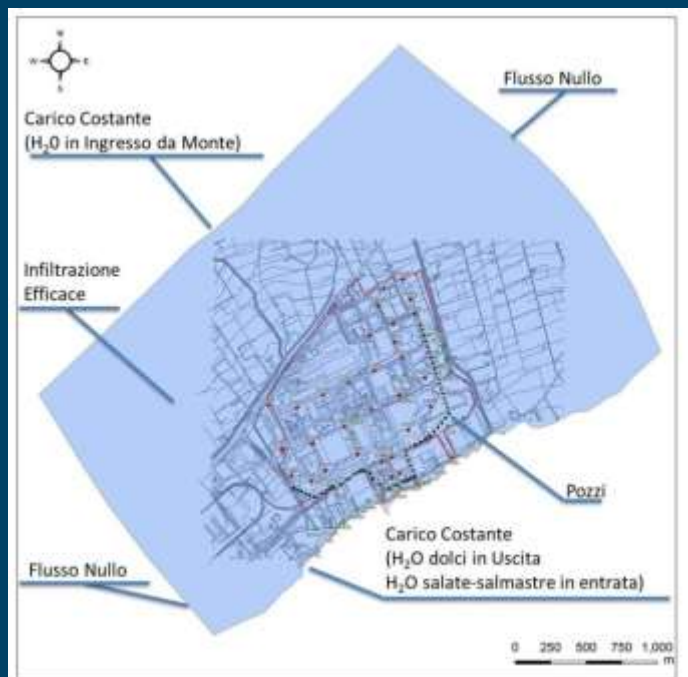 N
W E
S
Flusso Nullo
Carico Costante
(H₂0 in Ingresso da Monte)
Infiltrazione
Efficace
Pozzi
Carico Costante
(H₂O dolci in Uscita
H₂O salate-salmastre in entrata)
Flusso Nullo
0 250 500 750 1,000
m